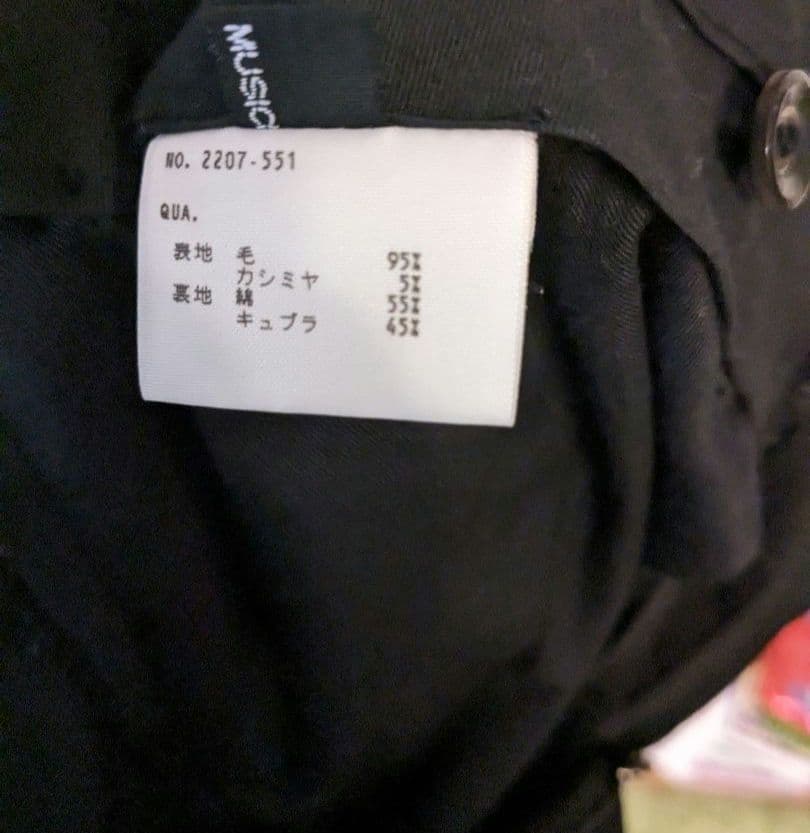 MUSIC
NO. 2207-551
QUA.
表地 毛 95%
カシミヤ 5%
裏地 綿 55%
キュプラ 45%